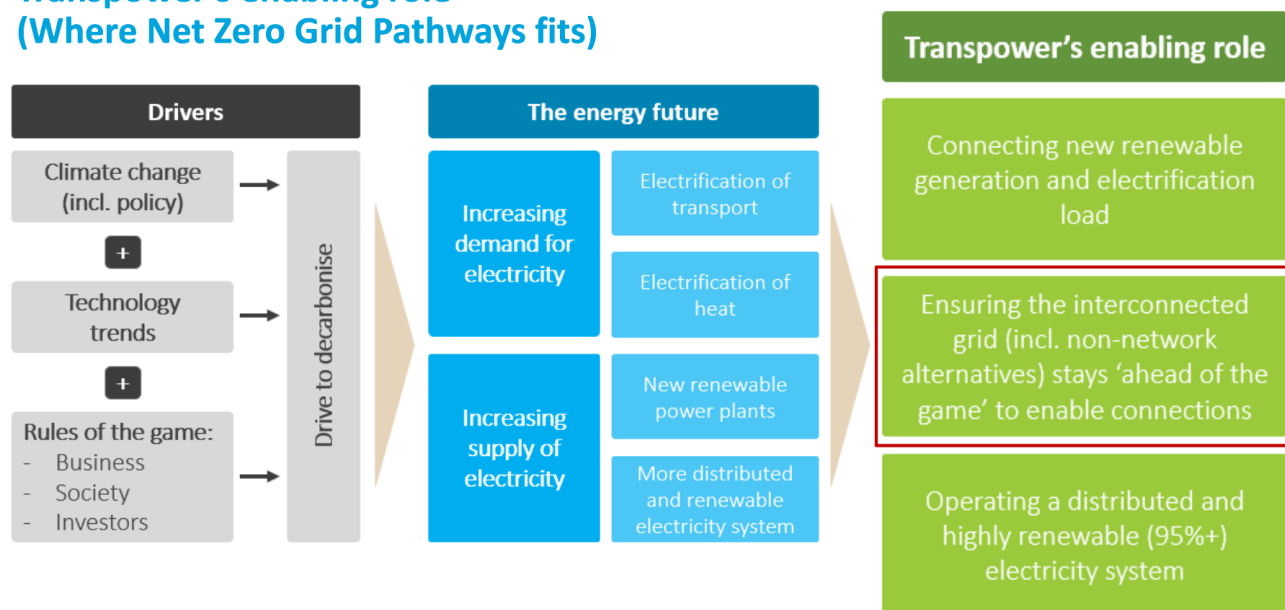 Transpower's enabling role
(Where Net Zero Grid Pathways fits)
Drivers
Climate change
(incl. policy)
+
Technology
trends
+
Rules of the game:
- Business
- Society
- Investors
Drive to decarbonise
The energy future
Increasing
demand for
electricity
Electrification of
transport
Electrification of
heat
Increasing
supply of
electricity
New renewable
power plants
More distributed
and renewable
electricity system
Transpower's enabling role
Connecting new renewable
generation and electrification
load
Ensuring the interconnected
grid (incl. non-network
alternatives) stays ‘ahead of the
game’ to enable connections
Operating a distributed and
highly renewable (95%+)
electricity system